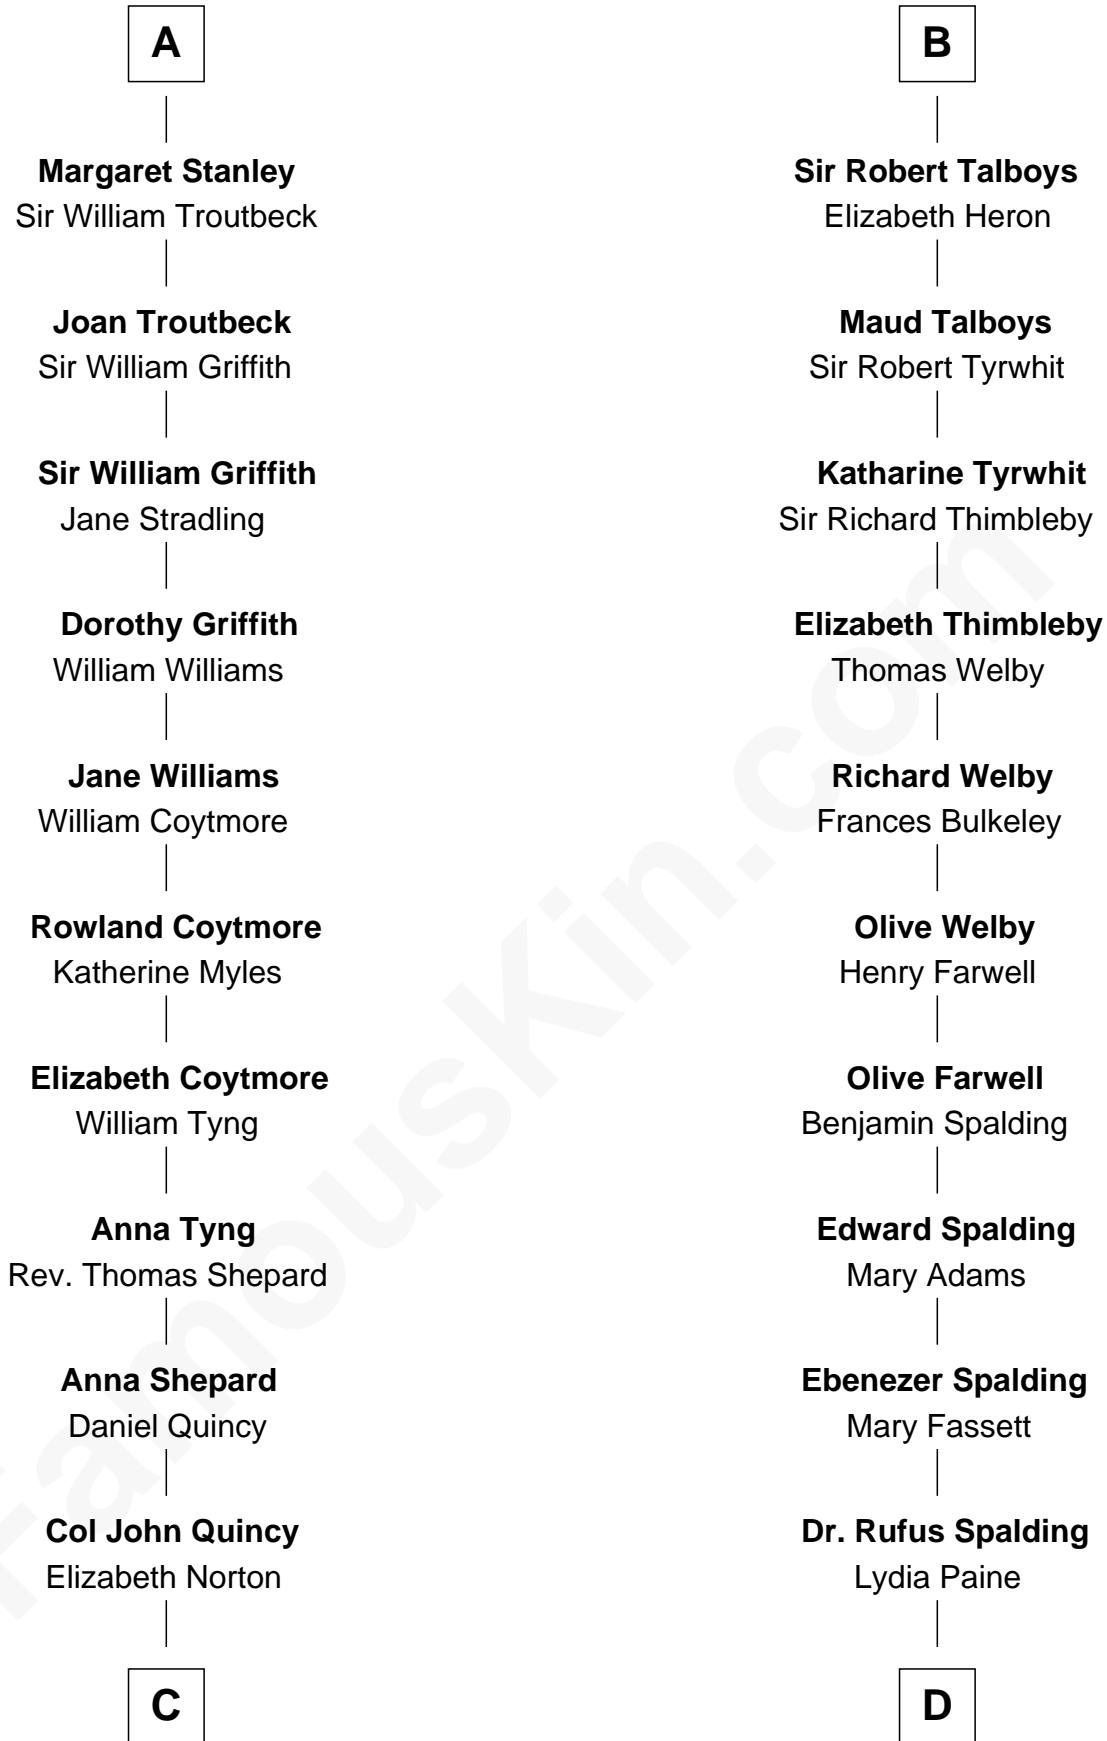 A
Margaret Stanley
Sir William Troutbeck
Joan Troutbeck
Sir William Griffith
Sir William Griffith
Jane Stradling
Dorothy Griffith
William Williams
Jane Williams
William Coytmore
Rowland Coytmore
Katherine Myles
Elizabeth Coytmore
William Tyng
Anna Tyng
Rev. Thomas Shepard
Anna Shepard
Daniel Quincy
Col John Quincy
Elizabeth Norton
C
B
Sir Robert Talboys
Elizabeth Heron
Maud Talboys
Sir Robert Tyrwhit
Katharine Tyrwhit
Sir Richard Thimbleby
Elizabeth Thimbleby
Thomas Welby
Richard Welby
Frances Bulkeley
Olive Welby
Henry Farwell
Olive Farwell
Benjamin Spalding
Edward Spalding
Mary Adams
Ebenezer Spalding
Mary Fassett
Dr. Rufus Spalding
Lydia Paine
D
FamousKin.com